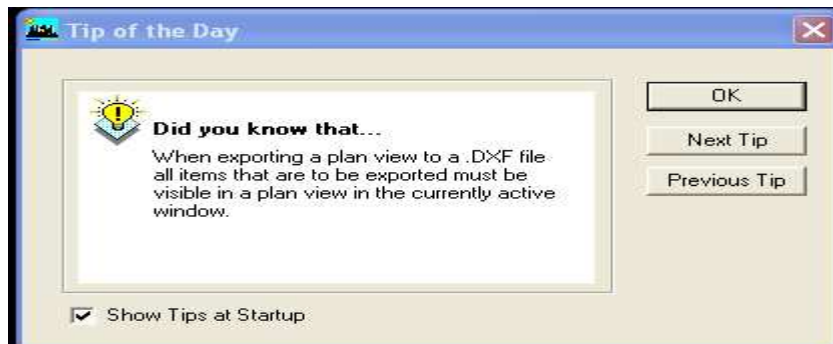 Tip of the Day
Did you know that...
When exporting a plan view to a .DXF file
all items that are to be exported must be
visible in a plan view in the currently active
window.
OK
Next Tip
Previous Tip
Show Tips at Startup